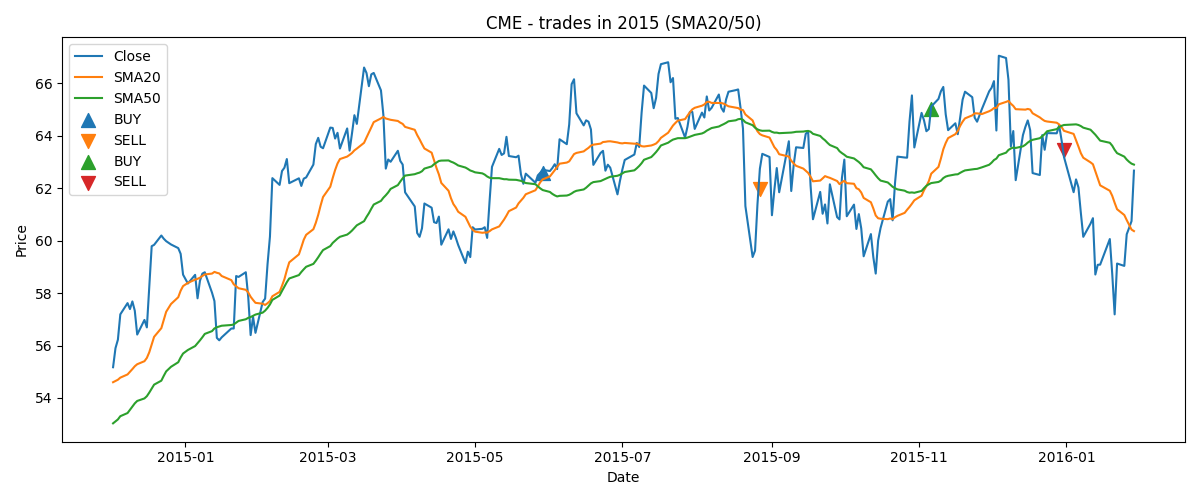 CME - trades in 2015 (SMA20/50)
Close
SMA20
SMA50
BUY
SELL
BUY
SELL
Price
66
64
62
60
58
56
54
2015-01 2015-03 2015-05 2015-07 2015-09 2015-11 2016-01
Date